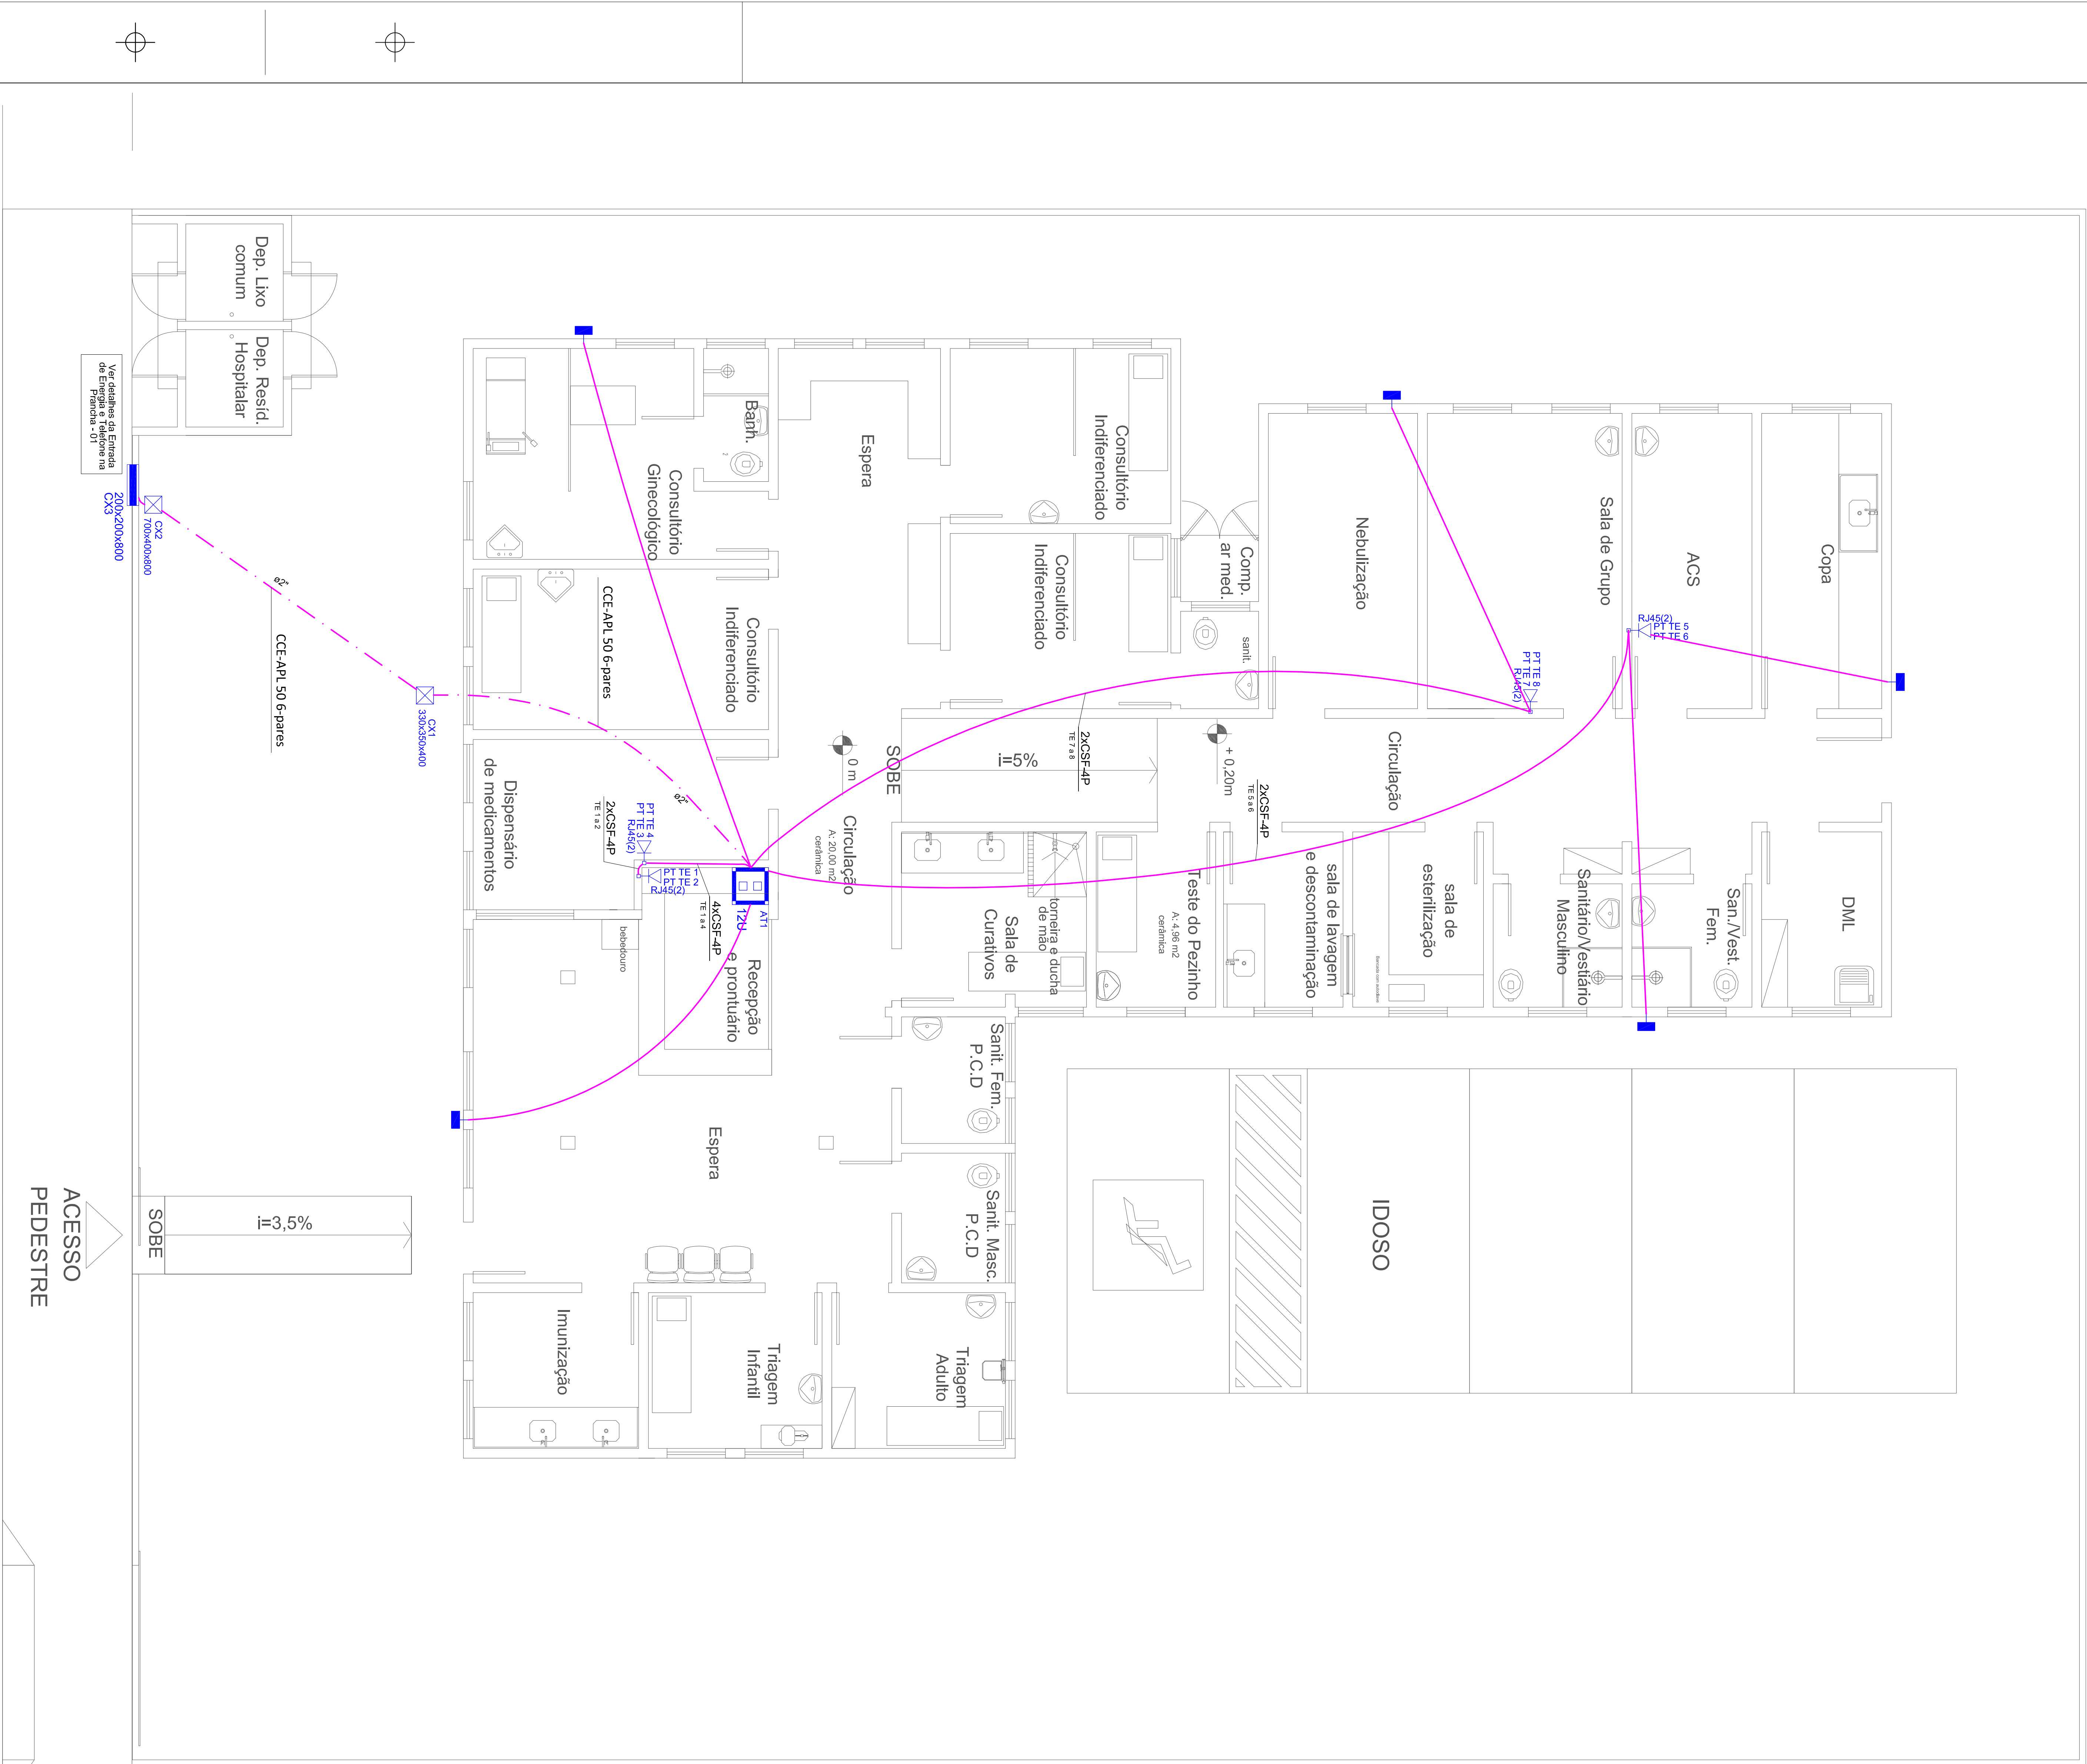 Dep. Lixo
comum
Dep. Resíd.
Hospitalar
Ver detalhes da Entrada
de Energia e Telefone na
Prancha - 01
200x200x800
CX3
CX2
700x400x800
ø2"
CCE-APL 50 6-pares
CX1
330x350x400
CCE-APL 50 6-pares
ø2"
Banh.
Consultório
Ginecológico
Espera
Consultório
Indiferenciado
Consultório
Indiferenciado
Consultório
Indiferenciado
Comp.
ar med.
sanit.
Nebulização
Sala de Grupo
ACS
Copa
RJ45(2)
PT TE 5
PT TE 6
PT TE 8
PT TE 7
RJ45(2)
Dispensário
de medicamentos
2xCSF-4P
TE 1 a 2
PT TE 4
PT TE 3
RJ45(2)
PT TE 1
PT TE 2
RJ45(2)
4xCSF-4P
TE 1 a 4
AT1
12U
0 m
SOBE
i=5%
2xCSF-4P
TE 7 a 8
+ 0,20m
2xCSF-4P
TE 5 a 6
Circulação
Circulação
A: 20,00 m2
cerâmica
bebedouro
Recepção
e prontuário
Sala de
Curativos
torneira e ducha
de mão
Teste do Pezinho
A: 4,96 m2
cerâmica
sala de lavagem
e descontaminação
sala de
esterilização
Sanitário/Vestiário
Masculino
San./Vest.
Fem.
DML
Sanit. Fem.
P.C.D
Sanit. Masc.
P.C.D
Espera
IDOSO
ACESSO
PEDESTRE
SOBE
i=3,5%
Imunização
Triagem
Infantil
Triagem
Adulto